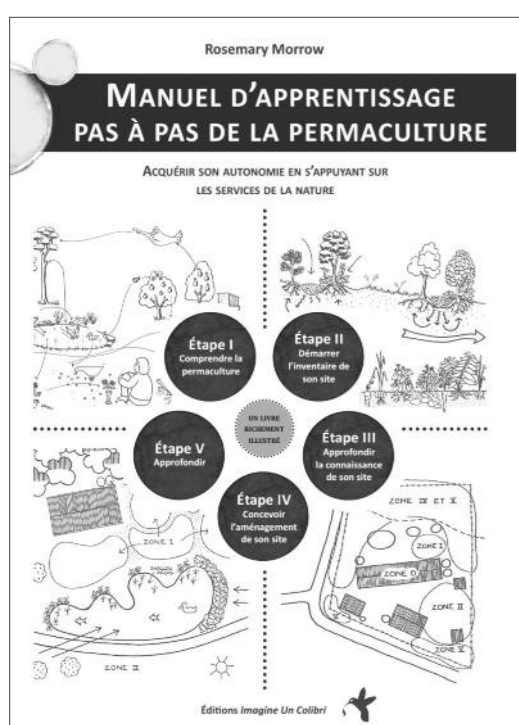 Rosemary Morrow
MANUEL D'APPRENTISSAGE
PAS À PAS DE LA PERMACULTURE
ACQUÉRIR SON AUTONOMIE EN S'APPUYANT SUR
LES SERVICES DE LA NATURE
Étape I
Comprendre la
permaculture
Étape II
Démarrer
l'inventaire de
son site
UN LIVRE
RICHEMENT
ILLUSTRÉ
Étape V
Approfondir
Étape III
Approfondir
la connaissance
de son site
Étape IV
Concevoir
l'aménagement
de son site
ZONE I
ZONE II
ZONE IV ET V
ZONE I
ZONE 0
ZONE II
ZONE V
Éditions Imagine Un Colibri